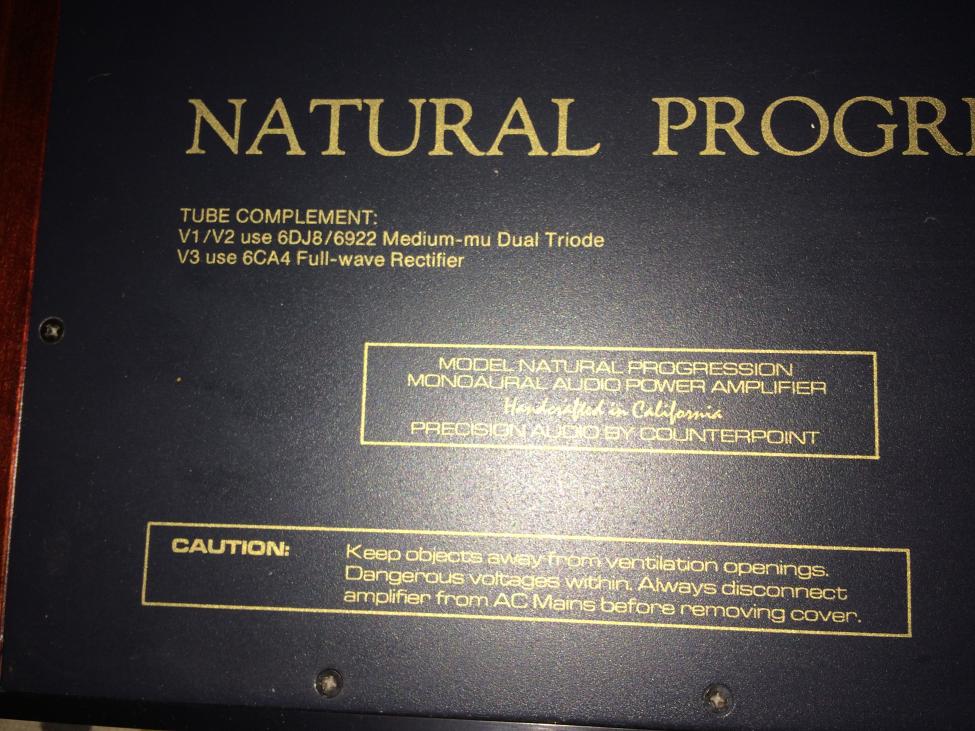 NATURAL PROGRE
TUBE COMPLEMENT:
V1/V2 use 6DJ8/6922 Medium-mu Dual Triode
V3 use 6CA4 Full-wave Rectifier
MODEL NATURAL PROGRESSION
MONOAURAL AUDIO POWER AMPLIFIER
Handcrafted in California
PRECISION AUDIO BY COUNTERPOINT
CAUTION: Keep objects away from ventilation openings.
Dangerous voltages within. Always disconnect
amplifier from AC Mains before removing cover.